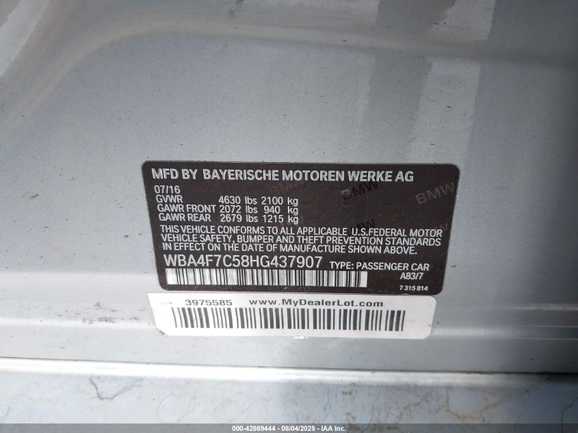 MFD BY BAYERISCHE MOTOREN WERKE AG
07/16
GVWR 4630 lbs 2100 kg
GAWR FRONT 2072 lbs 940 kg
GAWR REAR 2679 lbs 1215 kg
THIS VEHICLE CONFORMS TO ALL APPLICABLE U.S.FEDERAL MOTOR
VEHICLE SAFETY, BUMPER, AND THEFT PREVENTION STANDARDS
IN EFFECT ON THE DATE OF MANUFACTURE SHOWN ABOVE.
WBA4F7C58HG437907 TYPE: PASSENGER CAR
A83/7
7 315 814
BMW
BMW
3975585 www.MyDealerLot.com
000-42989444 - 08/04/2025 - IAA Inc.